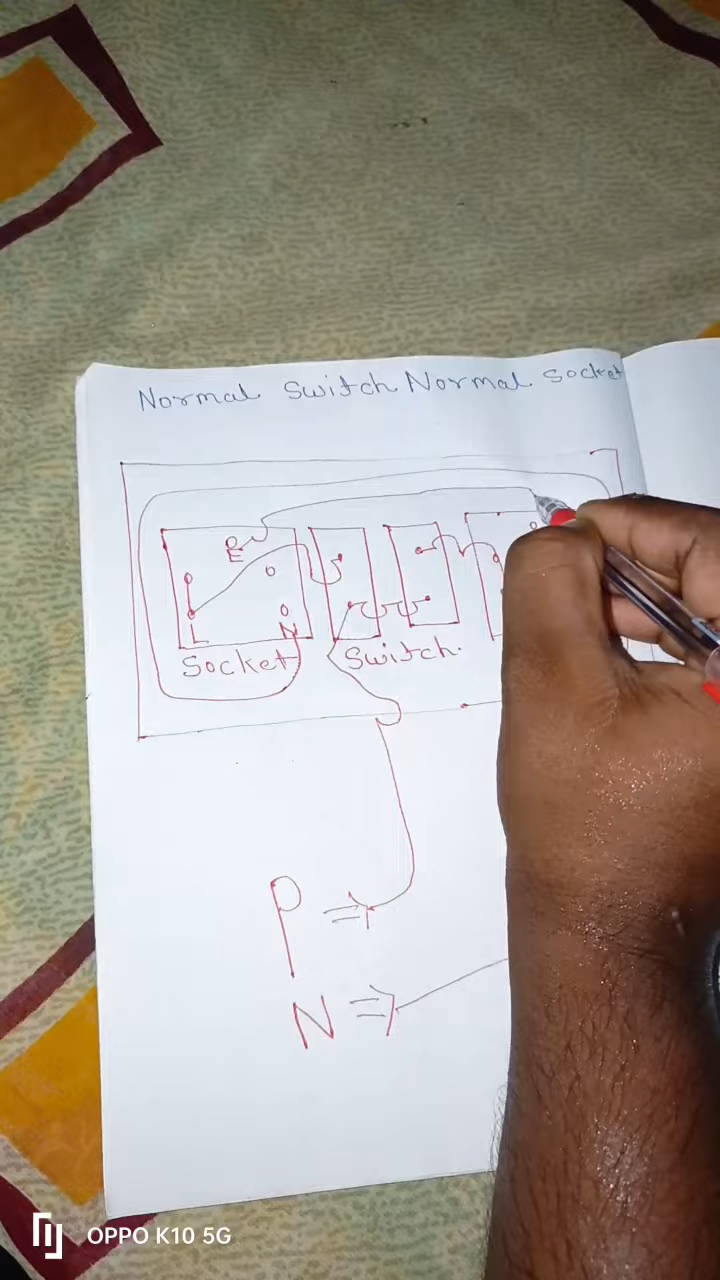 Normal Switch Normal Socket
E
L
N
Socket
Switch.
P ⇒
N ⇒
OPPO K10 5G